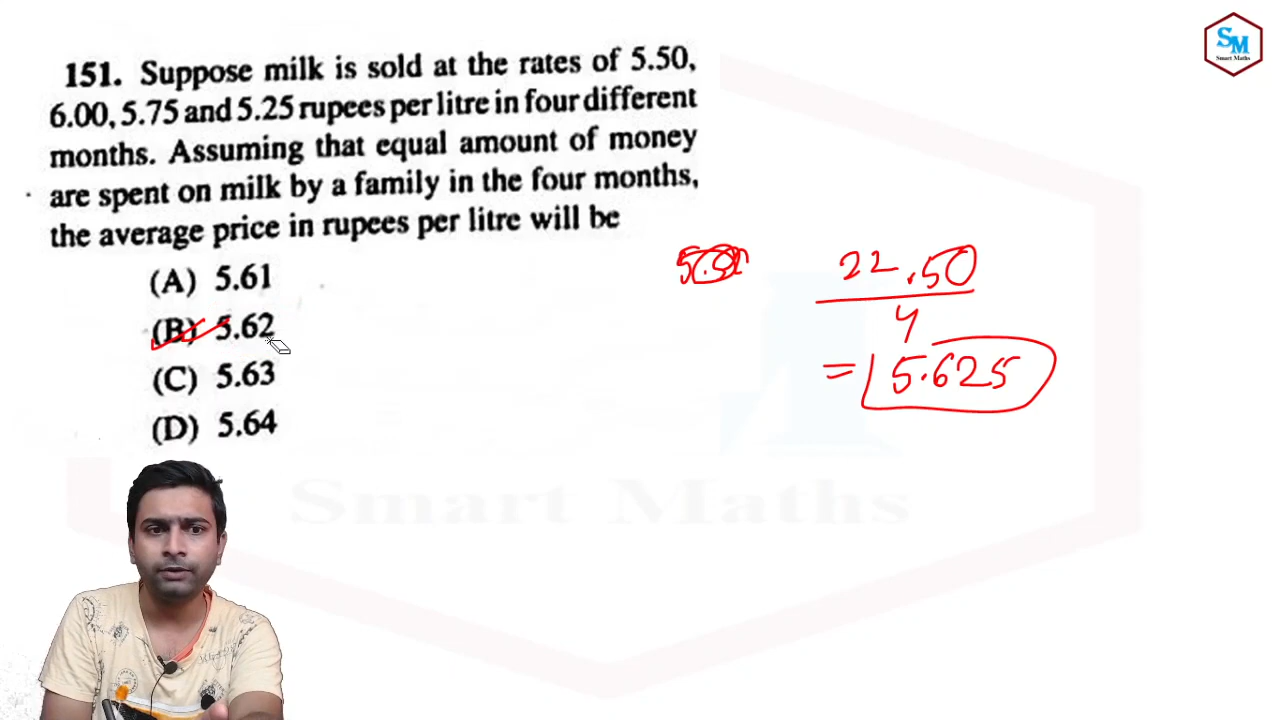 SM
Smart Maths
151. Suppose milk is sold at the rates of 5.50,
6.00, 5.75 and 5.25 rupees per litre in four different
months. Assuming that equal amount of money
are spent on milk by a family in the four months,
the average price in rupees per litre will be
(A) 5.61
(B) 5.62
(C) 5.63
(D) 5.64
22.50
4
= 5.625
Smart Maths